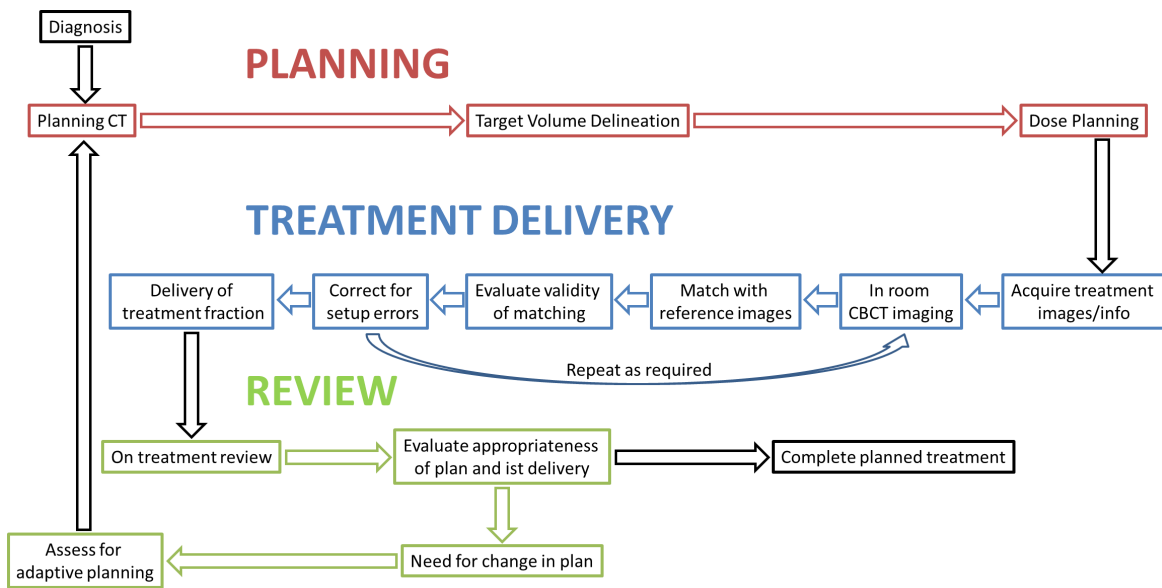 Diagnosis
PLANNING
Planning CT
Target Volume Delineation
Dose Planning
TREATMENT DELIVERY
Delivery of
treatment fraction
Correct for
setup errors
Evaluate validity
of matching
Match with
reference images
In room
CBCT imaging
Acquire treatment
images/info
Repeat as required
REVIEW
On treatment review
Evaluate appropriateness
of plan and ist delivery
Complete planned treatment
Assess for
adaptive planning
Need for change in plan